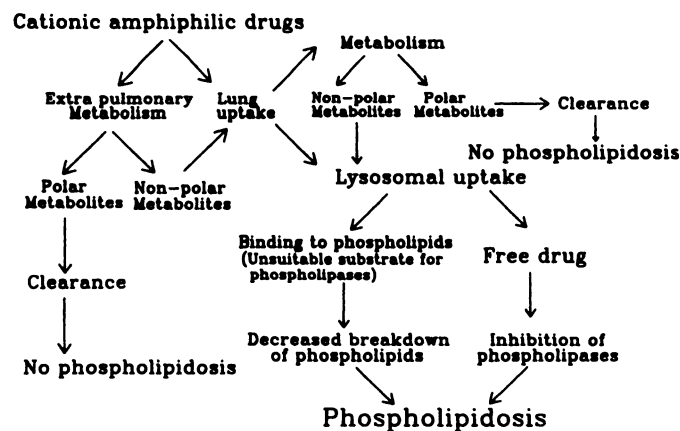 Cationic amphiphilic drugs
Metabolism
Extra pulmonary
Metabolism
Lung
uptake
Non-polar
Metabolites
Polar
Metabolites
Clearance
No phospholipidosis
Lysosomal uptake
Polar
Metabolites
Non-polar
Metabolites
Binding to phospholipids
(Unsuitable substrate for
phospholipases)
Free drug
Clearance
Decreased breakdown
of phospholipids
Inhibition of
phospholipases
No phospholipidosis
Phospholipidosis